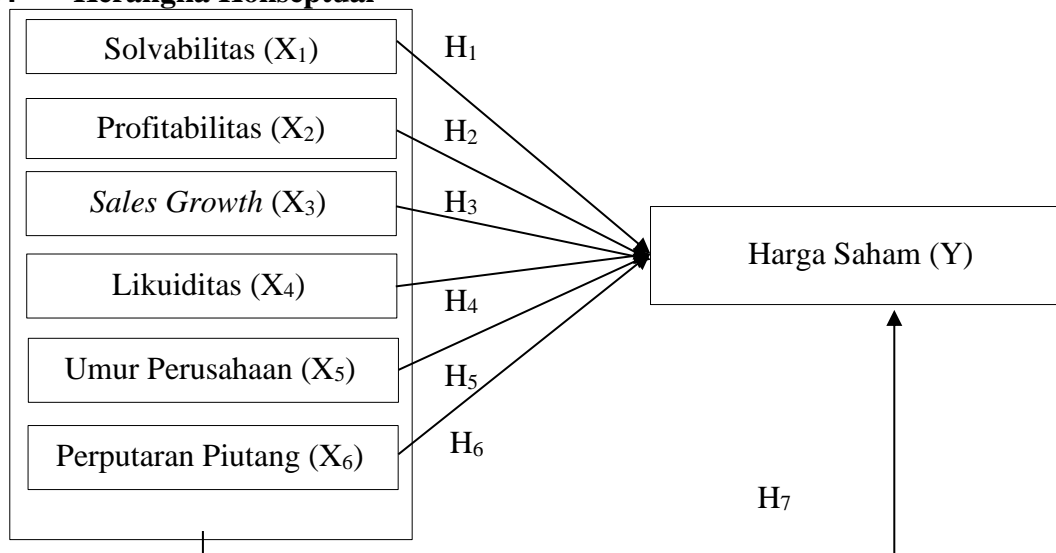 Kerangka Konseptual
Solvabilitas (X₁)
H₁
Profitabilitas (X₂)
H₂
Sales Growth (X₃)
H₃
Harga Saham (Y)
Likuiditas (X₄)
H₄
Umur Perusahaan (X₅)
H₅
Perputaran Piutang (X₆)
H₆
H₇